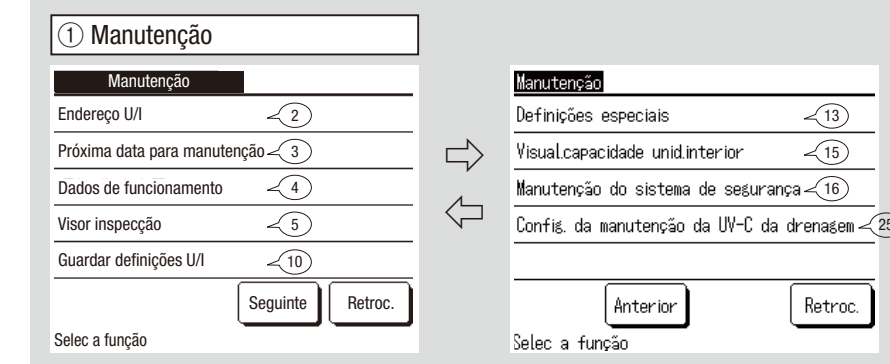 ① Manutenção
Manutenção
Endereço U/I 2
Próxima data para manutenção 3
Dados de funcionamento 4
Visor inspecção 5
Guardar definições U/I 10
Seguinte Retroc.
Selec a função
Manutenção
Definições especiais 13
Visual.capacidade unid.interior 15
Manutenção do sistema de segurança 16
Config. da manutenção da UV-C da drenagem 25
Anterior Retroc.
Selec a função